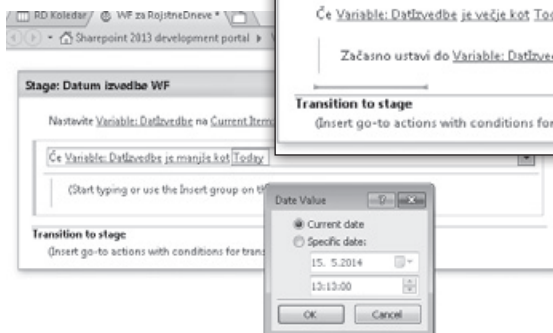 RD Koledar
WF za RojstneDneve *
Sharepoint 2013 development portal
Stage: Datum izvedbe WF
Nastavite Variable: DatIzvedbe na Current Item:
Če Variable: DatIzvedbe je manjše kot Today
(Start typing or use the Insert group on th
Transition to stage
(Insert go-to actions with conditions for trans
Če Variable: DatIzvedbe je večje kot Tod
Začasno ustavi do Variable: DatIzved
Transition to stage
(Insert go-to actions with conditions for
Date Value
Current date
Specific date:
15. 5.2014
13:13:00
OK
Cancel